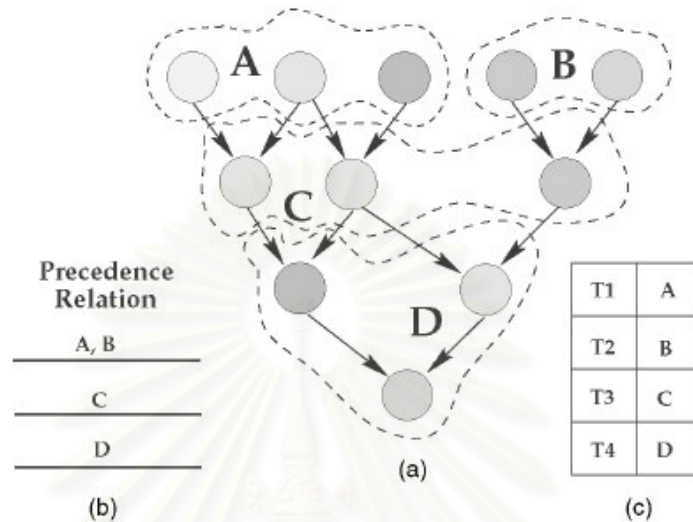 A
B
C
D
Precedence
Relation
A, B
C
D
(b)
(a)
T1 A
T2 B
T3 C
T4 D
(c)